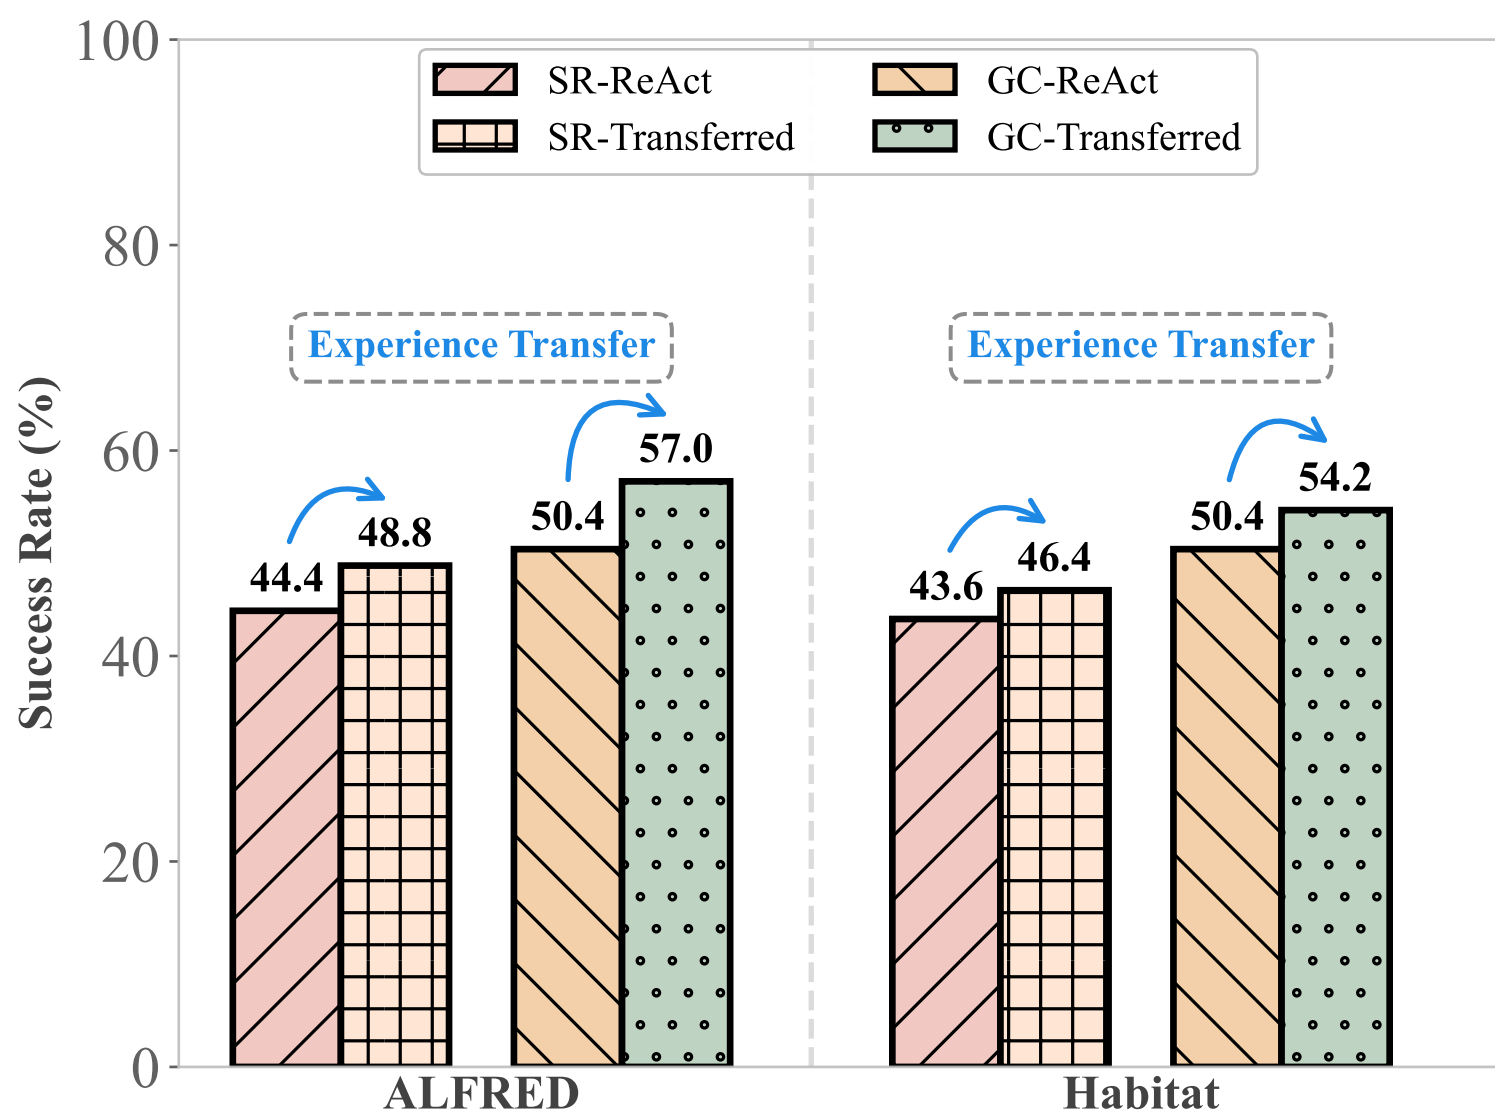 100
80
60
40
20
0
Success Rate (%)
SR-ReAct
SR-Transferred
GC-ReAct
GC-Transferred
Experience Transfer
44.4
48.8
50.4
57.0
ALFRED
Experience Transfer
43.6
46.4
50.4
54.2
Habitat